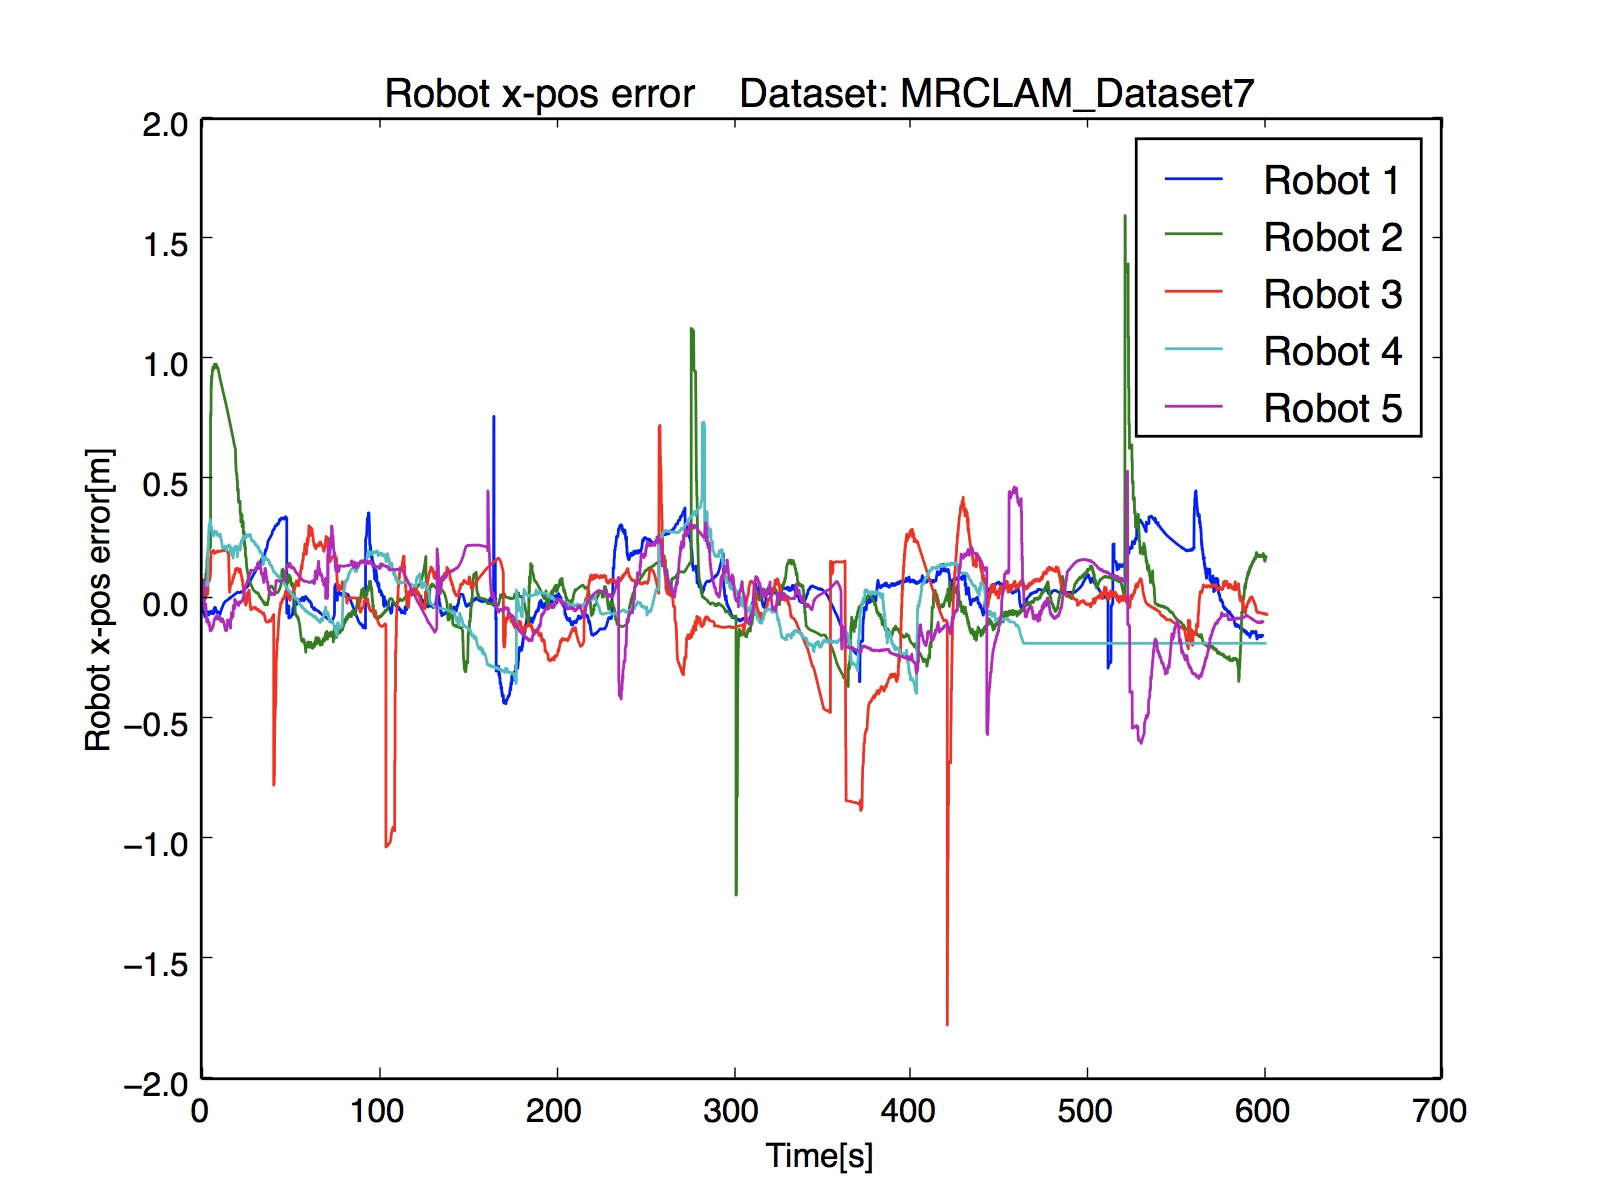 Robot x-pos error    Dataset: MRCLAM_Dataset7
2.0
1.5
1.0
0.5
0.0
−0.5
−1.0
−1.5
−2.0
Robot x-pos error[m]
Robot 1
Robot 2
Robot 3
Robot 4
Robot 5
0 100 200 300 400 500 600 700
Time[s]